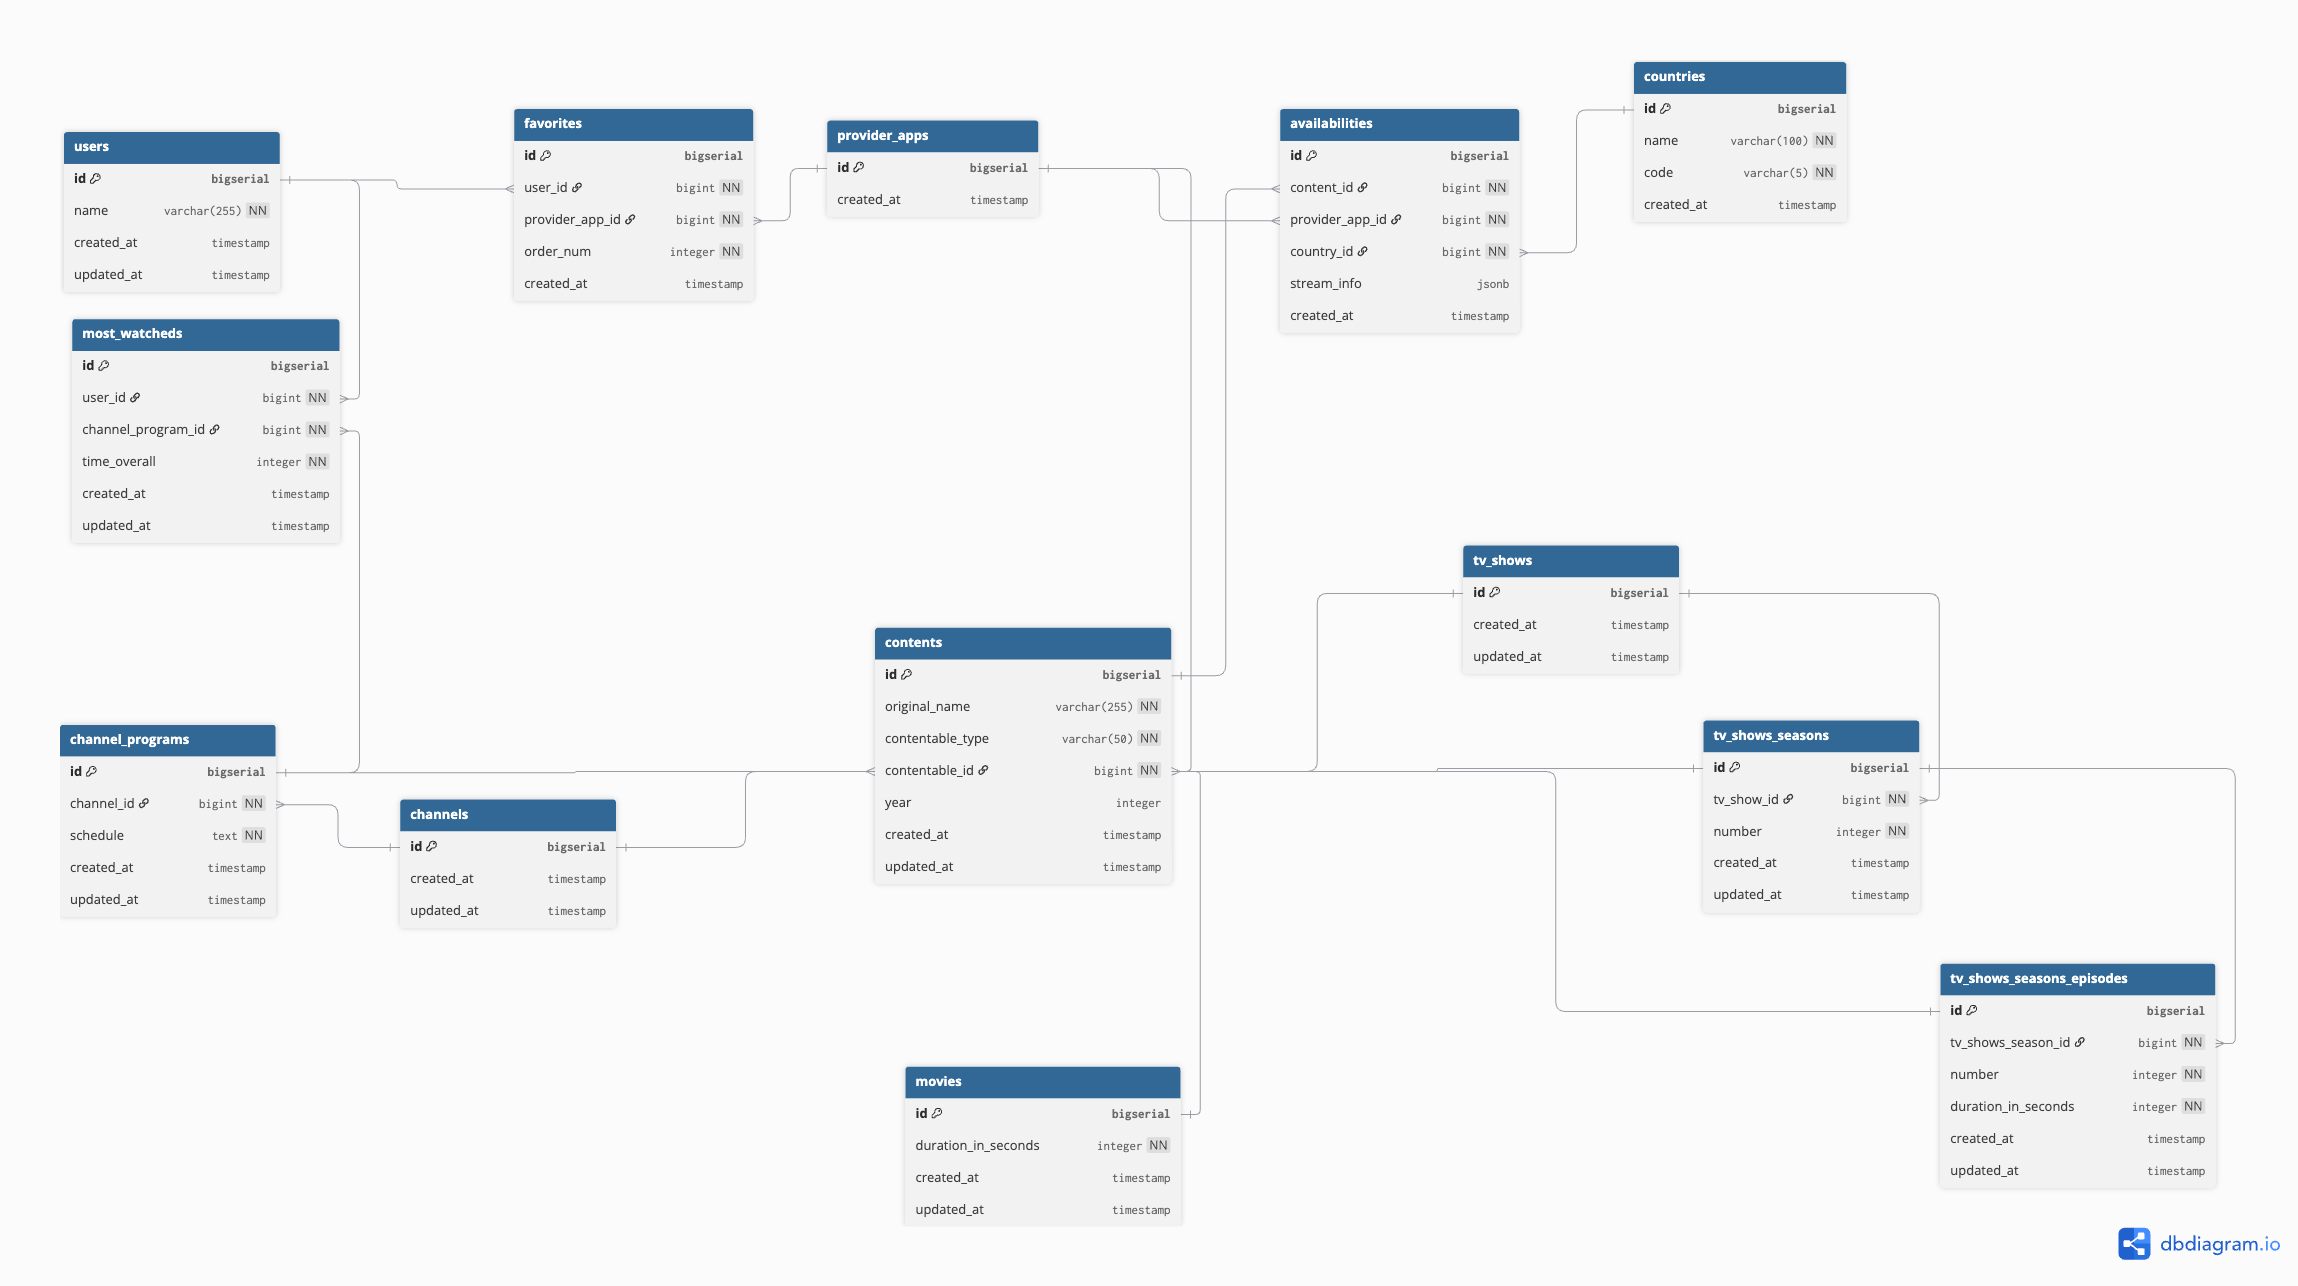 users
id bigserial
name varchar(255) NN
created_at timestamp
updated_at timestamp
most_watcheds
id bigserial
user_id bigint NN
channel_program_id bigint NN
time_overall integer NN
created_at timestamp
updated_at timestamp
favorites
id bigserial
user_id bigint NN
provider_app_id bigint NN
order_num integer NN
created_at timestamp
provider_apps
id bigserial
created_at timestamp
availabilities
id bigserial
content_id bigint NN
provider_app_id bigint NN
country_id bigint NN
stream_info jsonb
created_at timestamp
countries
id bigserial
name varchar(100) NN
code varchar(5) NN
created_at timestamp
channel_programs
id bigserial
channel_id bigint NN
schedule text NN
created_at timestamp
updated_at timestamp
channels
id bigserial
created_at timestamp
updated_at timestamp
contents
id bigserial
original_name varchar(255) NN
contentable_type varchar(50) NN
contentable_id bigint NN
year integer
created_at timestamp
updated_at timestamp
tv_shows
id bigserial
created_at timestamp
updated_at timestamp
tv_shows_seasons
id bigserial
tv_show_id bigint NN
number integer NN
created_at timestamp
updated_at timestamp
tv_shows_seasons_episodes
id bigserial
tv_shows_season_id bigint NN
number integer NN
duration_in_seconds integer NN
created_at timestamp
updated_at timestamp
movies
id bigserial
duration_in_seconds integer NN
created_at timestamp
updated_at timestamp
dbdiagram.io